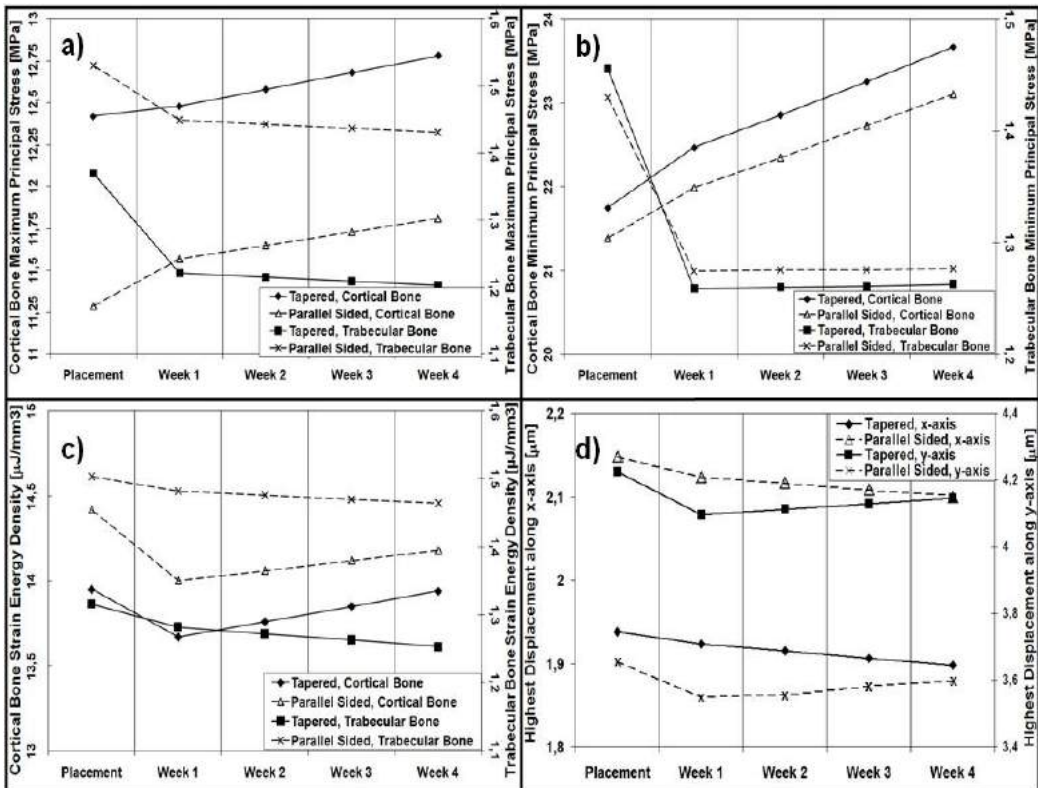 a)
Cortical Bone Maximum Principal Stress [MPa]
13
12,75
12,5
12,25
12
11,75
11,5
11,25
11
Trabecular Bone Maximum Principal Stress [MPa]
1,6
1,5
1,4
1,3
1,2
1,1
Tapered, Cortical Bone
Parallel Sided, Cortical Bone
Tapered, Trabecular Bone
Parallel Sided, Trabecular Bone
Placement Week 1 Week 2 Week 3 Week 4
b)
Cortical Bone Minimum Principal Stress [MPa]
24
23
22
21
20
Trabecular Bone Minimum Principal Stress [MPa]
1,5
1,4
1,3
1,2
Tapered, Cortical Bone
Parallel Sided, Cortical Bone
Tapered, Trabecular Bone
Parallel Sided, Trabecular Bone
Placement Week 1 Week 2 Week 3 Week 4
c)
Cortical Bone Strain Energy Density [µJ/mm3]
15
14,5
14
13,5
13
Trabecular Bone Strain Energy Density [µJ/mm3]
1,6
1,5
1,4
1,3
1,2
1,1
Tapered, Cortical Bone
Parallel Sided, Cortical Bone
Tapered, Trabecular Bone
Parallel Sided, Trabecular Bone
Placement Week 1 Week 2 Week 3 Week 4
d)
Highest Displacement along x-axis [µm]
2,2
2,1
2
1,9
1,8
Highest Displacement along y-axis [µm]
4,4
4,2
4
3,8
3,6
3,4
Tapered, x-axis
Parallel Sided, x-axis
Tapered, y-axis
Parallel Sided, y-axis
Placement Week 1 Week 2 Week 3 Week 4